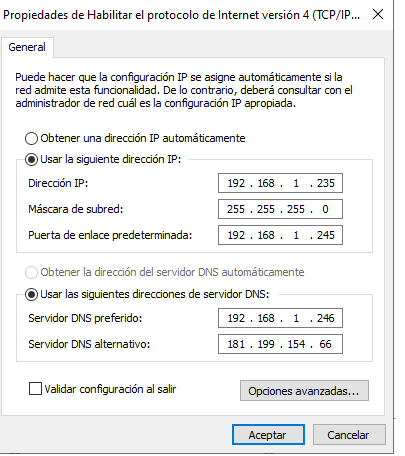 Propiedades de Habilitar el protocolo de Internet versión 4 (TCP/IP...
General
Puede hacer que la configuración IP se asigne automáticamente si la
red admite esta funcionalidad. De lo contrario, deberá consultar con el
administrador de red cuál es la configuración IP apropiada.
Obtener una dirección IP automáticamente
Usar la siguiente dirección IP:
Dirección IP: 192 . 168 . 1 . 235
Máscara de subred: 255 . 255 . 255 . 0
Puerta de enlace predeterminada: 192 . 168 . 1 . 245
Obtener la dirección del servidor DNS automáticamente
Usar las siguientes direcciones de servidor DNS:
Servidor DNS preferido: 192 . 168 . 1 . 246
Servidor DNS alternativo: 181 . 199 . 154 . 66
Validar configuración al salir
Opciones avanzadas...
Aceptar Cancelar